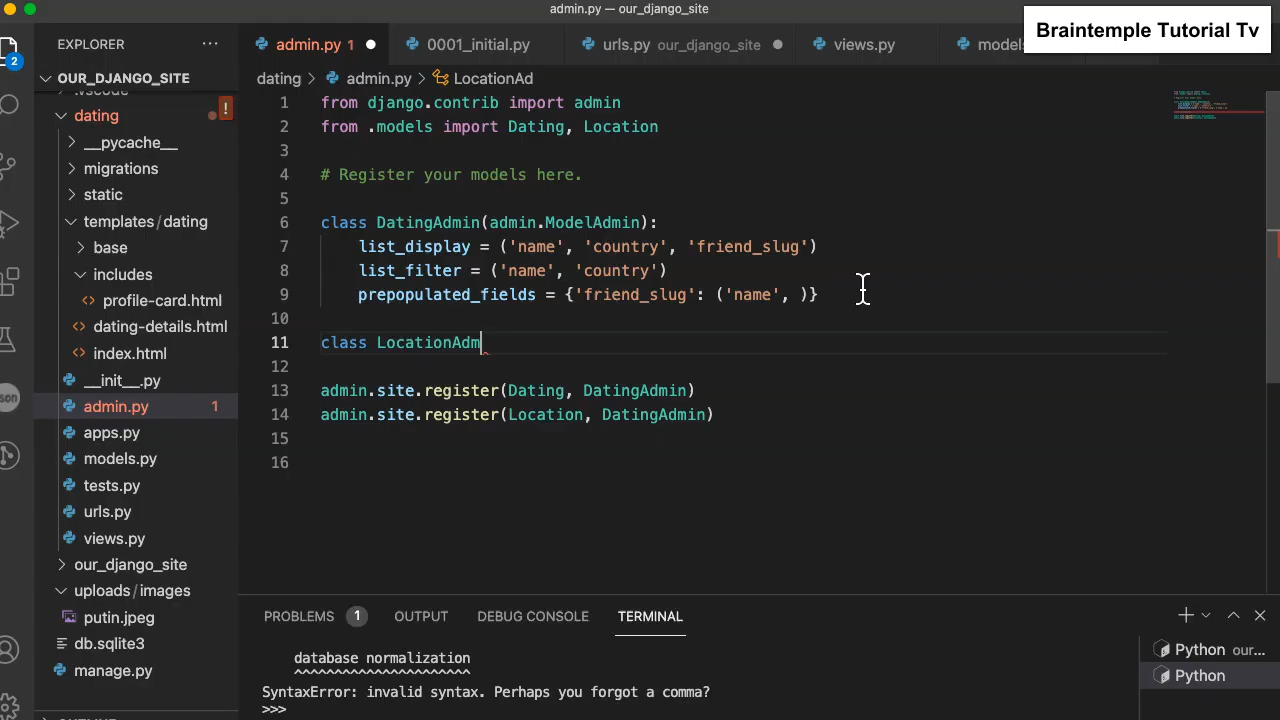 admin.py — our_django_site
Braintemple Tutorial Tv
EXPLORER
admin.py 1
0001_initial.py
urls.py our_django_site
views.py
OUR_DJANGO_SITE
dating > admin.py > LocationAd
2
.vscode
dating
!
__pycache__
migrations
static
templates/dating
base
includes
profile-card.html
dating-details.html
index.html
__init__.py
admin.py 1
apps.py
models.py
tests.py
urls.py
views.py
our_django_site
uploads/images
putin.jpeg
db.sqlite3
manage.py
1 from django.contrib import admin
2 from .models import Dating, Location
3
4 # Register your models here.
5
6 class DatingAdmin(admin.ModelAdmin):
7 list_display = ('name', 'country', 'friend_slug')
8 list_filter = ('name', 'country')
9 prepopulated_fields = {'friend_slug': ('name', )}
10
11 class LocationAdm
12
13 admin.site.register(Dating, DatingAdmin)
14 admin.site.register(Location, DatingAdmin)
15
16
PROBLEMS 1 OUTPUT DEBUG CONSOLE TERMINAL
database normalization
^^^^^^^^^^^^^^^^^^^^^^
SyntaxError: invalid syntax. Perhaps you forgot a comma?
>>>
Python our...
Python